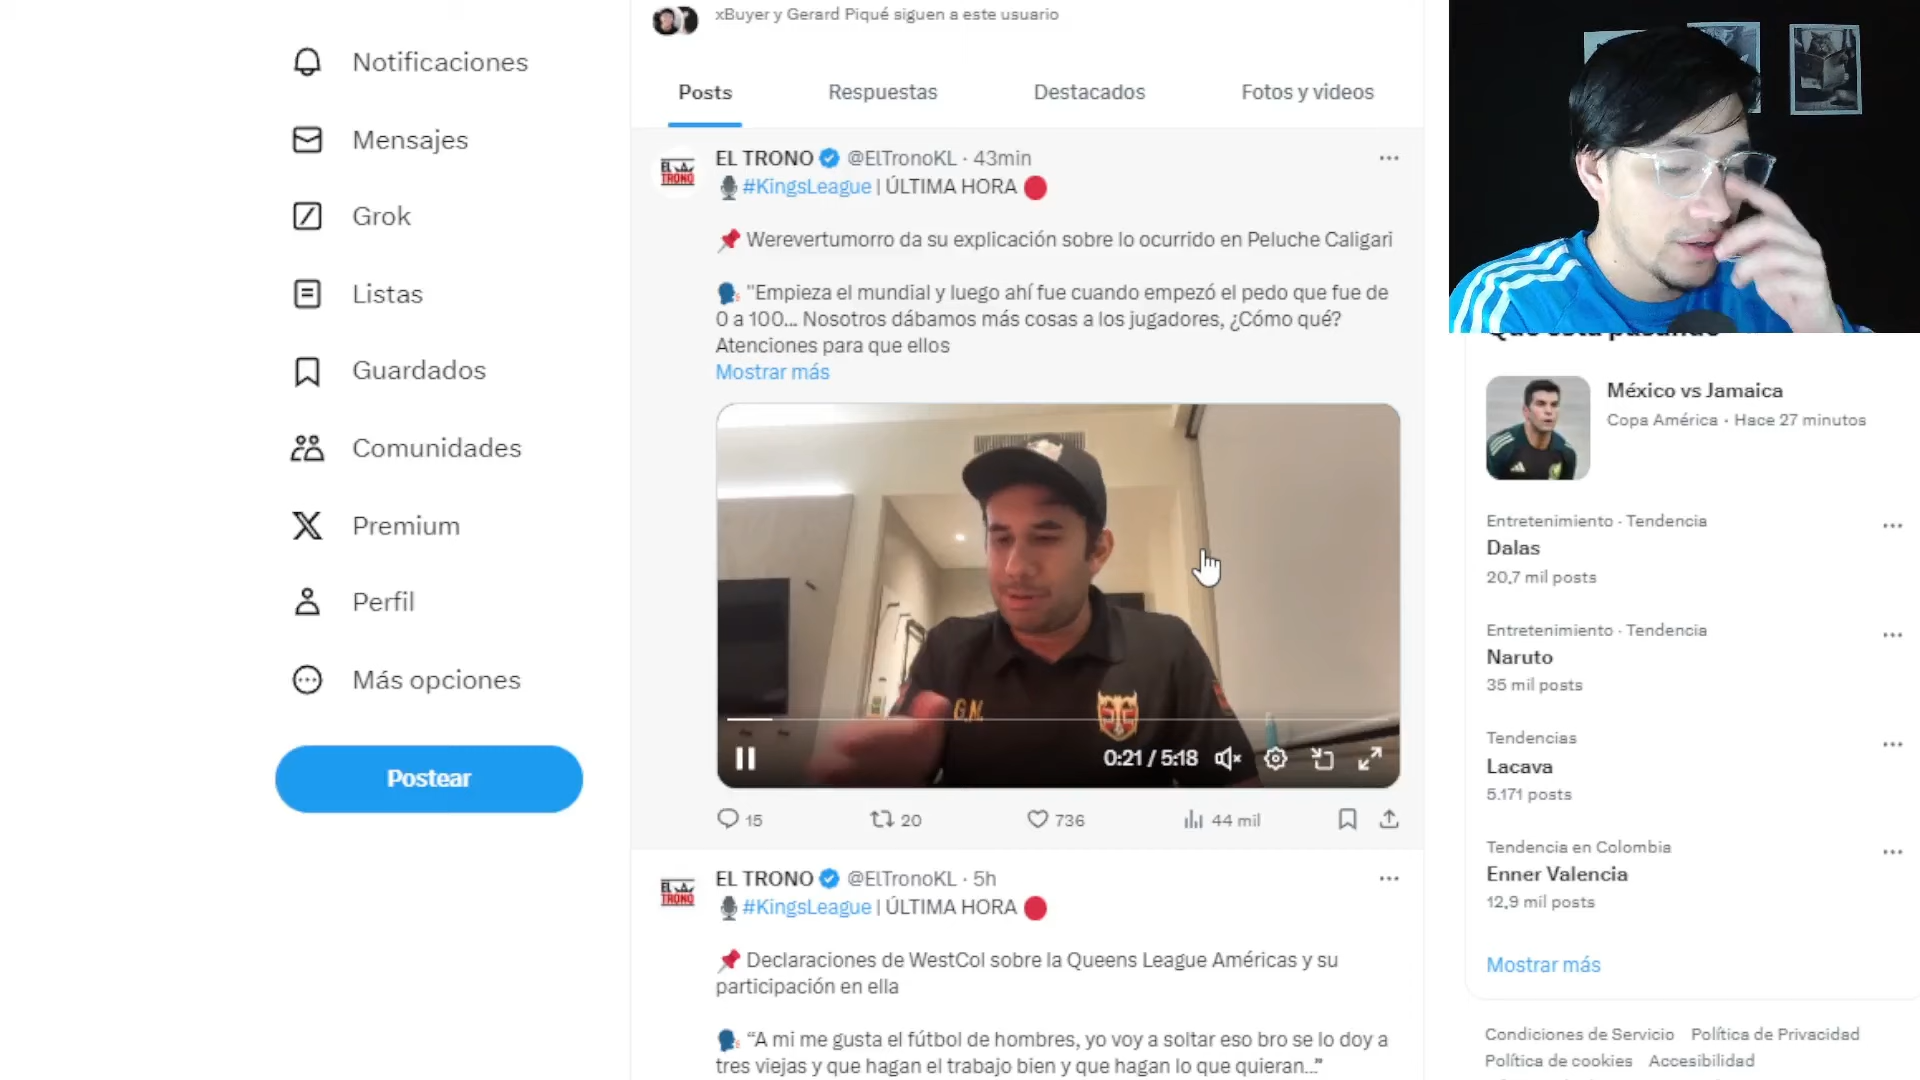 xBuyer y Gerard Piqué siguen a este usuario
Notificaciones
Mensajes
Grok
Listas
Guardados
Comunidades
Premium
Perfil
Más opciones
Postear
Posts
Respuestas
Destacados
Fotos y videos
EL TRONO
EL TRONO @ElTronoKL · 43min
#KingsLeague | ÚLTIMA HORA
Werevertumorro da su explicación sobre lo ocurrido en Peluche Caligari
"Empieza el mundial y luego ahí fue cuando empezó el pedo que fue de
0 a 100... Nosotros dábamos más cosas a los jugadores, ¿Cómo qué?
Atenciones para que ellos
Mostrar más
G.N.
0:21 / 5:18
15
20
736
44 mil
EL TRONO
EL TRONO @ElTronoKL · 5h
#KingsLeague | ÚLTIMA HORA
Declaraciones de WestCol sobre la Queens League Américas y su
participación en ella
“A mi me gusta el fútbol de hombres, yo voy a soltar eso bro se lo doy a
tres viejas y que hagan el trabajo bien y que hagan lo que quieran...”
Qué está pasando
México vs Jamaica
Copa América · Hace 27 minutos
Entretenimiento · Tendencia
Dalas
20,7 mil posts
Entretenimiento · Tendencia
Naruto
35 mil posts
Tendencias
Lacava
5.171 posts
Tendencia en Colombia
Enner Valencia
12,9 mil posts
Mostrar más
Condiciones de Servicio Política de Privacidad
Política de cookies Accesibilidad